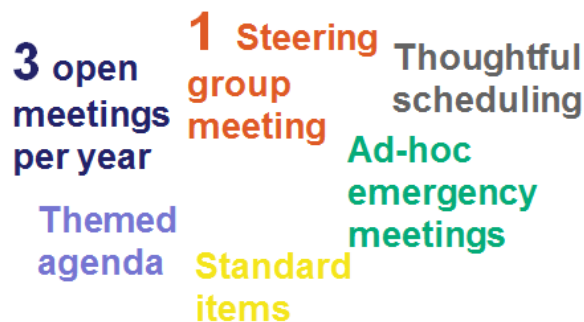 3 open
meetings
per year
1 Steering
group
meeting
Thoughtful
scheduling
Ad-hoc
emergency
meetings
Themed
agenda
Standard
items